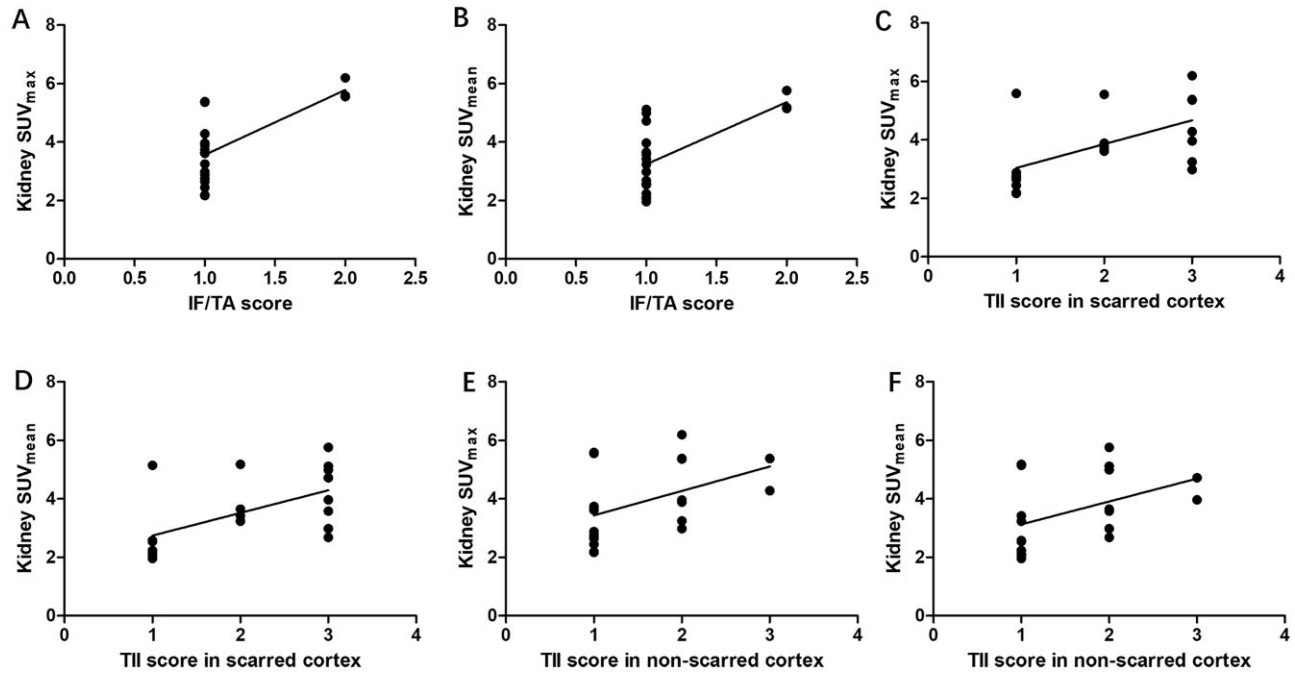 A
Kidney SUVmax
8
6
4
2
0
0.0 0.5 1.0 1.5 2.0 2.5
IF/TA score
B
Kidney SUVmean
8
6
4
2
0
0.0 0.5 1.0 1.5 2.0 2.5
IF/TA score
C
Kidney SUVmax
8
6
4
2
0
0 1 2 3 4
TII score in scarred cortex
D
Kidney SUVmean
8
6
4
2
0
0 1 2 3 4
TII score in scarred cortex
E
Kidney SUVmax
8
6
4
2
0
0 1 2 3 4
TII score in non-scarred cortex
F
Kidney SUVmean
8
6
4
2
0
0 1 2 3 4
TII score in non-scarred cortex